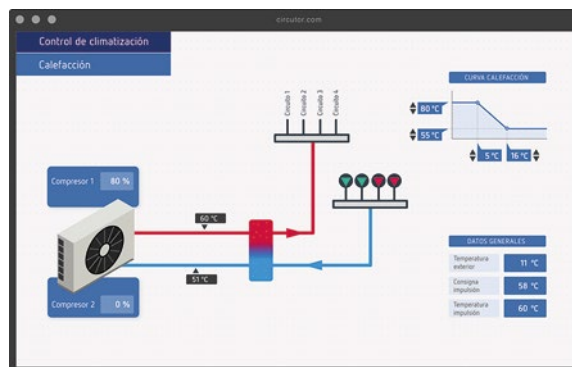 circutor.com
Control de climatización
Calefacción
CURVA CALEFACCIÓN
80 °C
55 °C
5 °C
16 °C
Circuito 1
Circuito 2
Circuito 3
Circuito 4
Compresor 1
80 %
60 °C
51 °C
Compresor 2
0 %
DATOS GENERALES
Temperatura
exterior
11 °C
Consigna
impulsión
58 °C
Temperatura
impulsión
60 °C